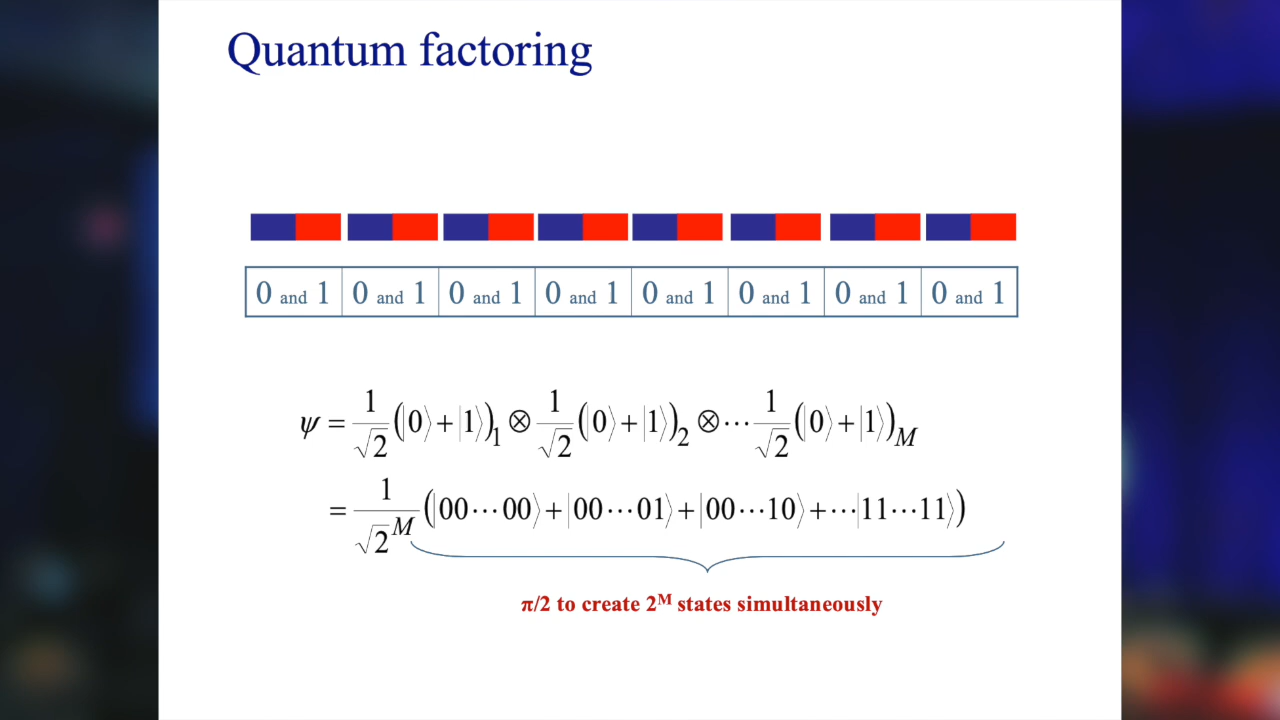 Quantum factoring
0 and 1 0 and 1 0 and 1 0 and 1 0 and 1 0 and 1 0 and 1 0 and 1
ψ = 1/√2 (|0⟩+|1⟩)₁ ⊗ 1/√2 (|0⟩+|1⟩)₂ ⊗⋯ 1/√2 (|0⟩+|1⟩)_M
= 1/√2^M (|00⋯00⟩+|00⋯01⟩+|00⋯10⟩+⋯|11⋯11⟩)
π/2 to create 2ᴹ states simultaneously